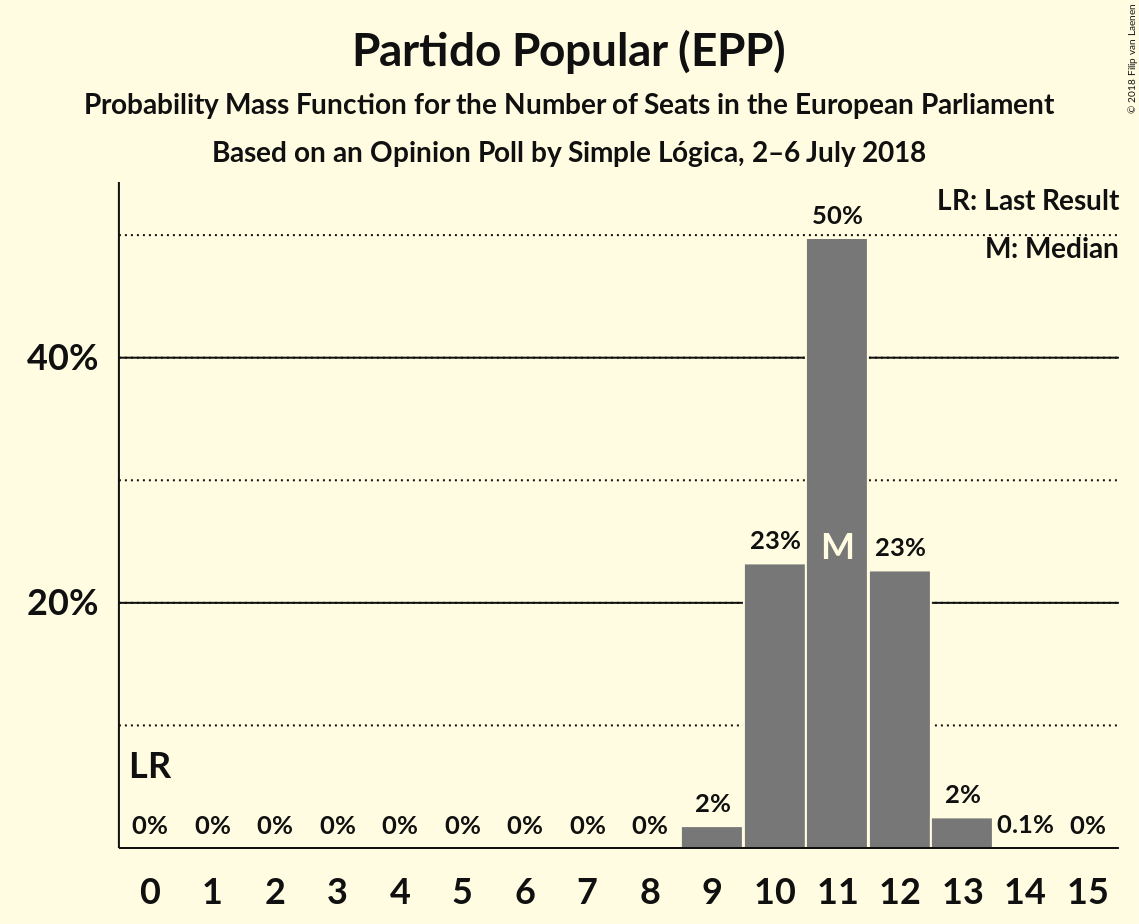 Partido Popular (EPP)
Probability Mass Function for the Number of Seats in the European Parliament
Based on an Opinion Poll by Simple Lógica, 2–6 July 2018
© 2018 Filip van Laenen
LR: Last Result
M: Median
50%
40%
23%
M
23%
20%
LR
2%
2%
0%
0%
0%
0%
0%
0%
0%
0%
0%
0.1%
0%
0 1 2 3 4 5 6 7 8 9 10 11 12 13 14 15